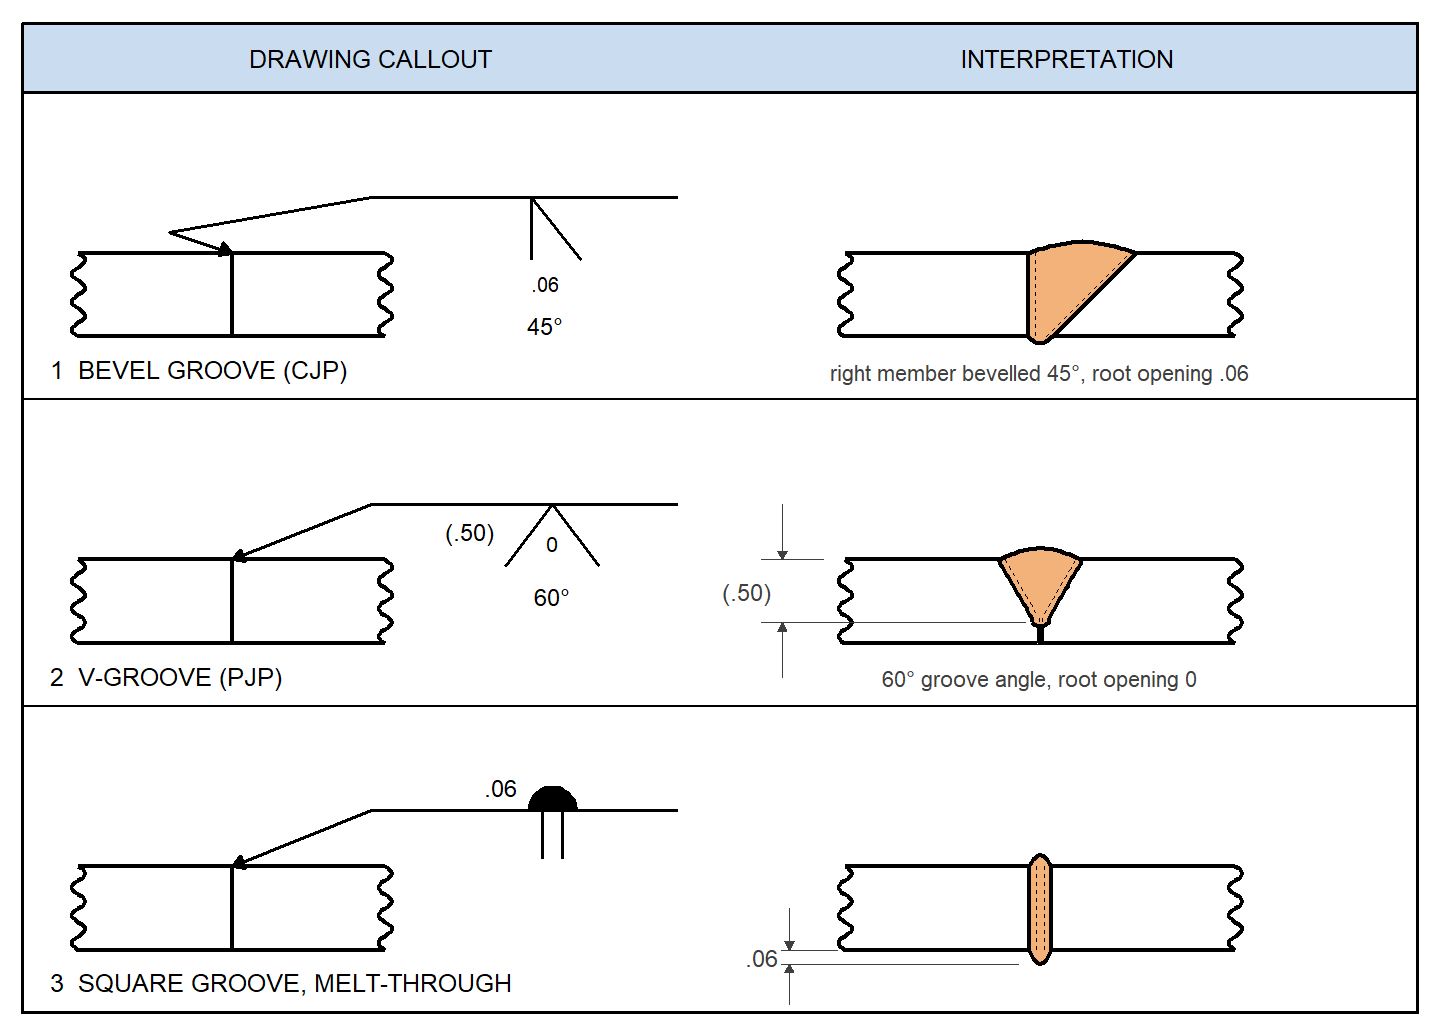 DRAWING CALLOUT
INTERPRETATION
.06
45°
1 BEVEL GROOVE (CJP)
right member bevelled 45°, root opening .06
(.50)
0
60°
2 V-GROOVE (PJP)
(.50)
60° groove angle, root opening 0
.06
3 SQUARE GROOVE, MELT-THROUGH
.06